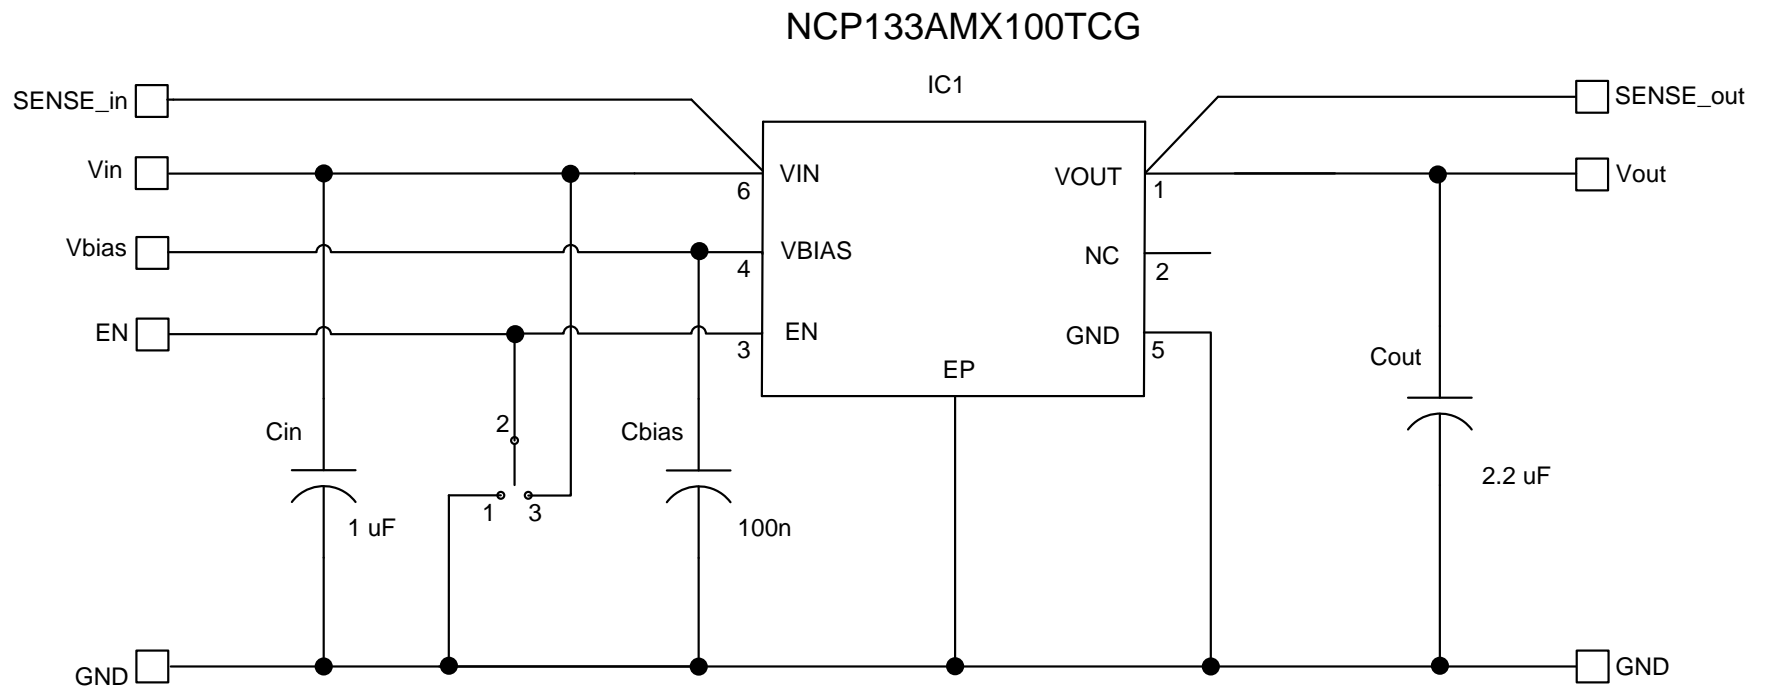 NCP133AMX100TCG
IC1
SENSE_in
SENSE_out
Vin
VIN
VOUT
Vout
6
1
Vbias
VBIAS
NC
4
2
EN
EN
GND
3
5
EP
Cout
2
Cin
Cbias
2.2 uF
1
3
1 uF
100n
GND
GND